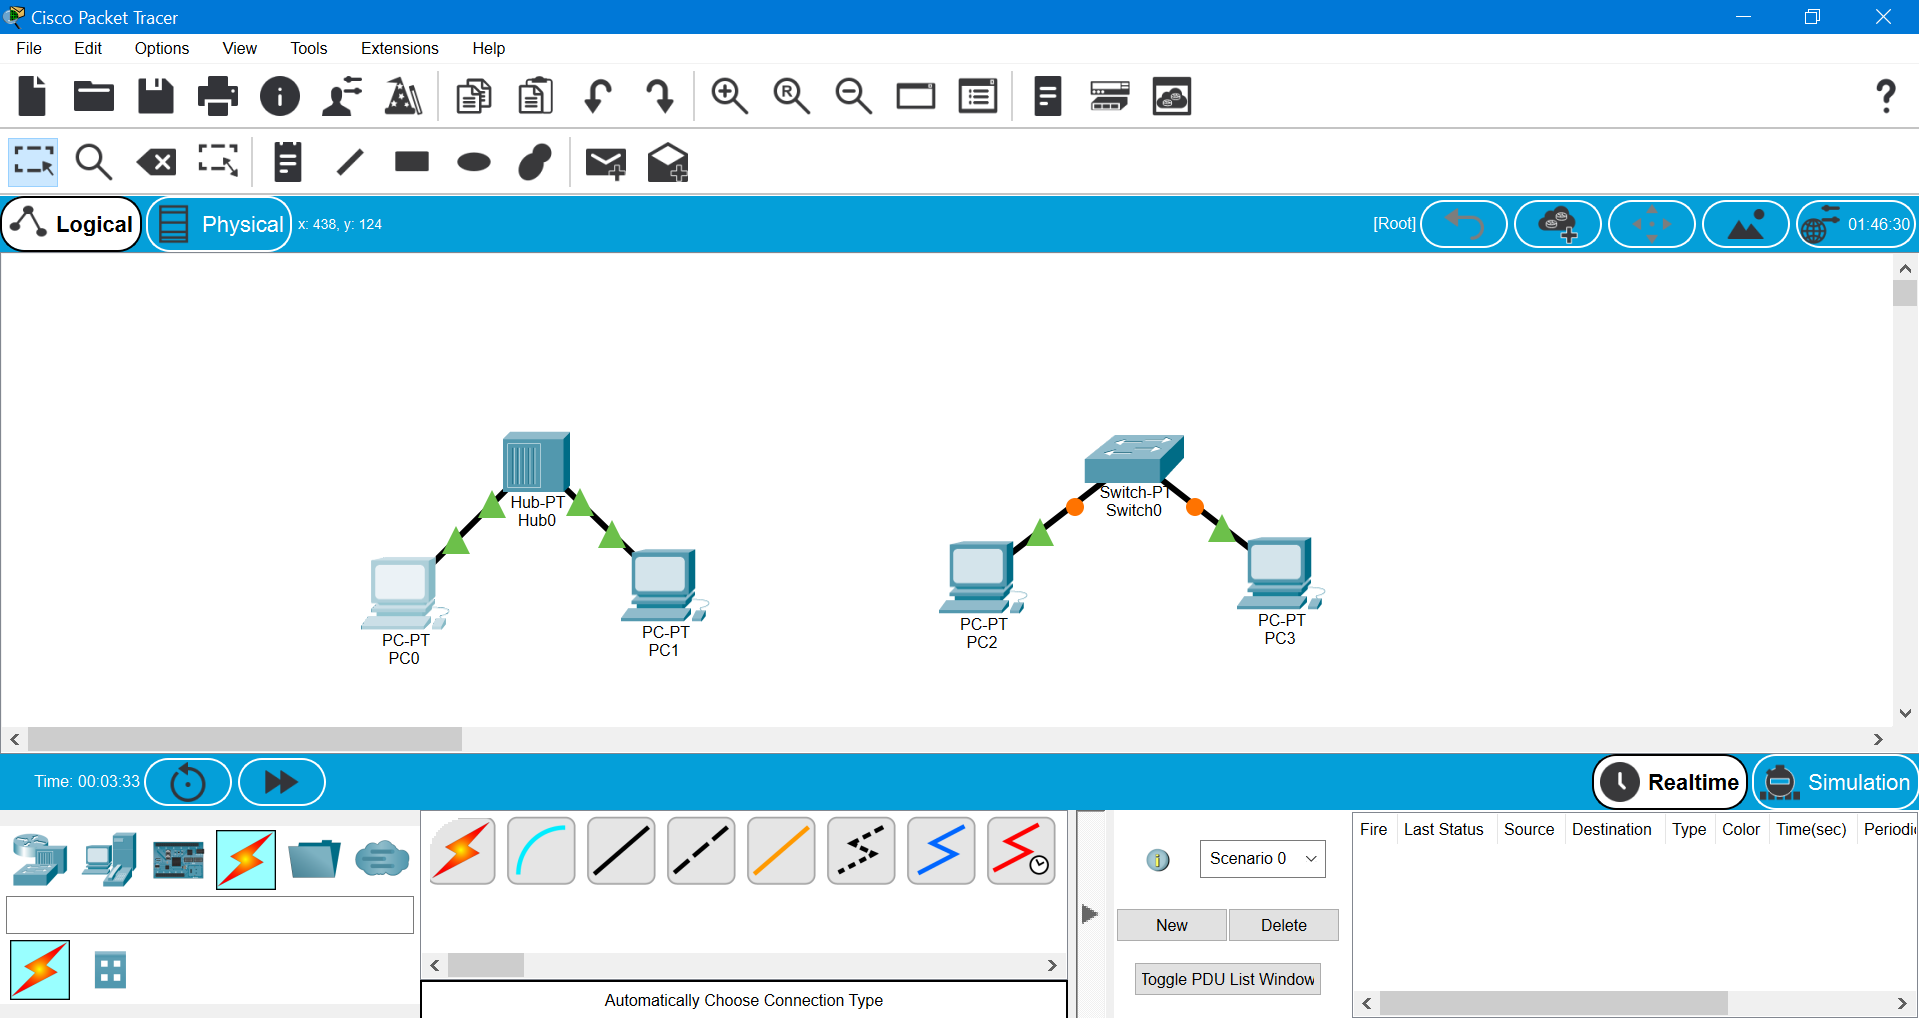 Cisco Packet Tracer
File Edit Options View Tools Extensions Help
R
i
?
Logical Physical x: 438, y: 124 [Root] 01:46:30
Hub-PT
Hub0
Switch-PT
Switch0
PC-PT
PC0
PC-PT
PC1
PC-PT
PC2
PC-PT
PC3
Time: 00:03:33 Realtime Simulation
Fire Last Status Source Destination Type Color Time(sec) Periodi
i
Scenario 0
New Delete
Toggle PDU List Window
Automatically Choose Connection Type